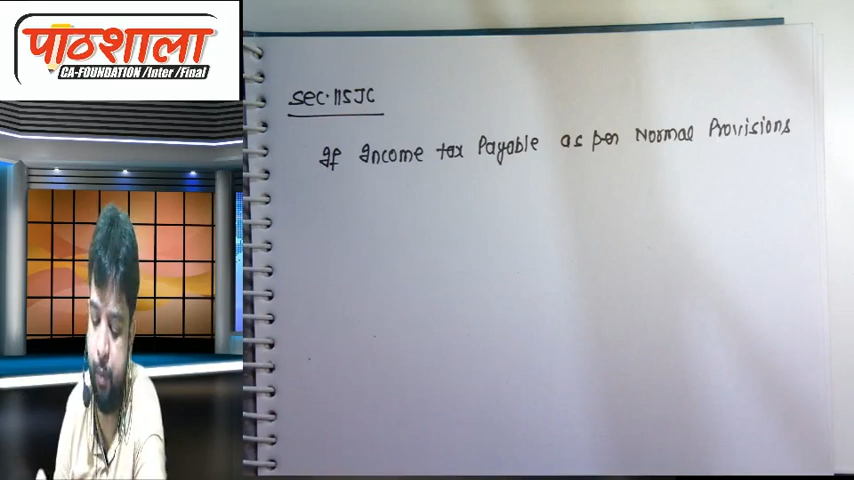 पाठशाला
CA-FOUNDATION /Inter /Final
Sec. 115JC
If Income tax Payable as per Normal Provisions